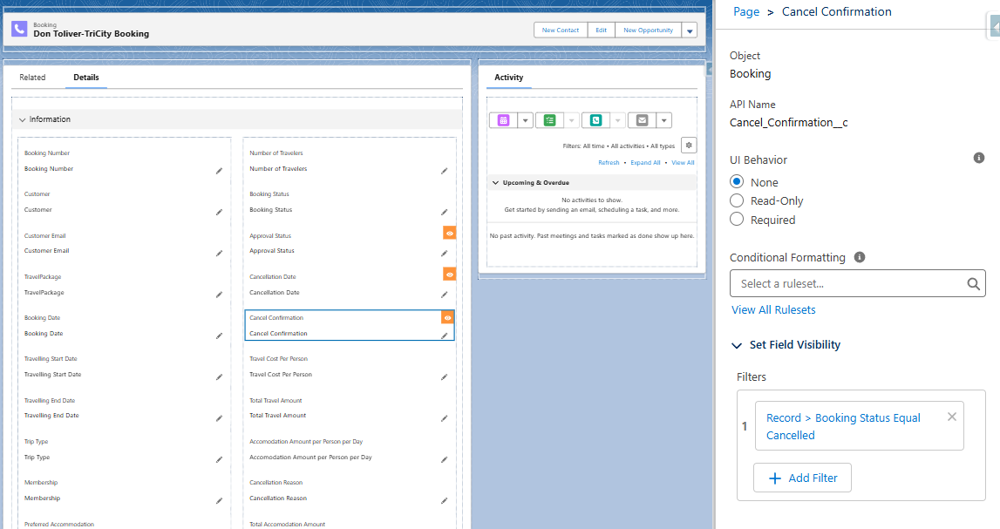 Booking
Don Toliver-TriCity Booking
New Contact
Edit
New Opportunity
Related
Details
Information
Booking Number
Booking Number
Customer
Customer
Customer Email
Customer Email
TravelPackage
TravelPackage
Booking Date
Booking Date
Travelling Start Date
Travelling Start Date
Travelling End Date
Travelling End Date
Trip Type
Trip Type
Membership
Membership
Preferred Accommodation
Number of Travelers
Number of Travelers
Booking Status
Booking Status
Approval Status
Approval Status
Cancellation Date
Cancellation Date
Cancel Confirmation
Cancel Confirmation
Travel Cost Per Person
Travel Cost Per Person
Total Travel Amount
Total Travel Amount
Accomodation Amount per Person per Day
Accomodation Amount per Person per Day
Cancellation Reason
Cancellation Reason
Total Accomodation Amount
Activity
Filters: All time • All activities • All types
Refresh • Expand All • View All
Upcoming & Overdue
No activities to show.
Get started by sending an email, scheduling a task, and more.
No past activity. Past meetings and tasks marked as done show up here.
Page > Cancel Confirmation
Object
Booking
API Name
Cancel_Confirmation__c
UI Behavior
None
Read-Only
Required
Conditional Formatting
Select a ruleset...
View All Rulesets
Set Field Visibility
Filters
1
Record > Booking Status Equal
Cancelled
Add Filter